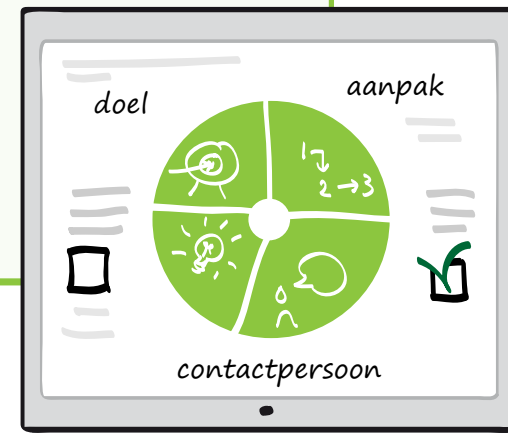 doel
aanpak
1
2 → 3
contactpersoon